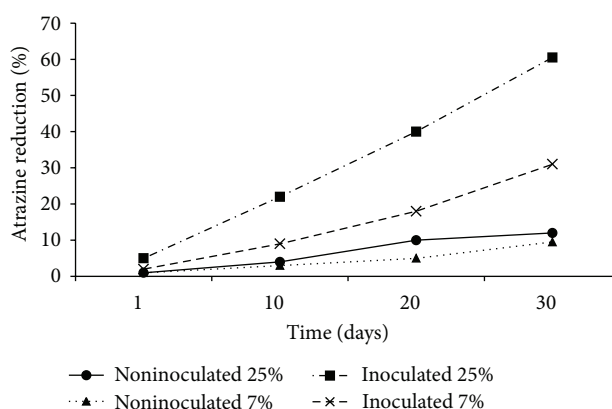 Atrazine reduction (%)
70
60
50
40
30
20
10
0
1 10 20 30
Time (days)
Noninoculated 25% Inoculated 25%
Noninoculated 7% Inoculated 7%